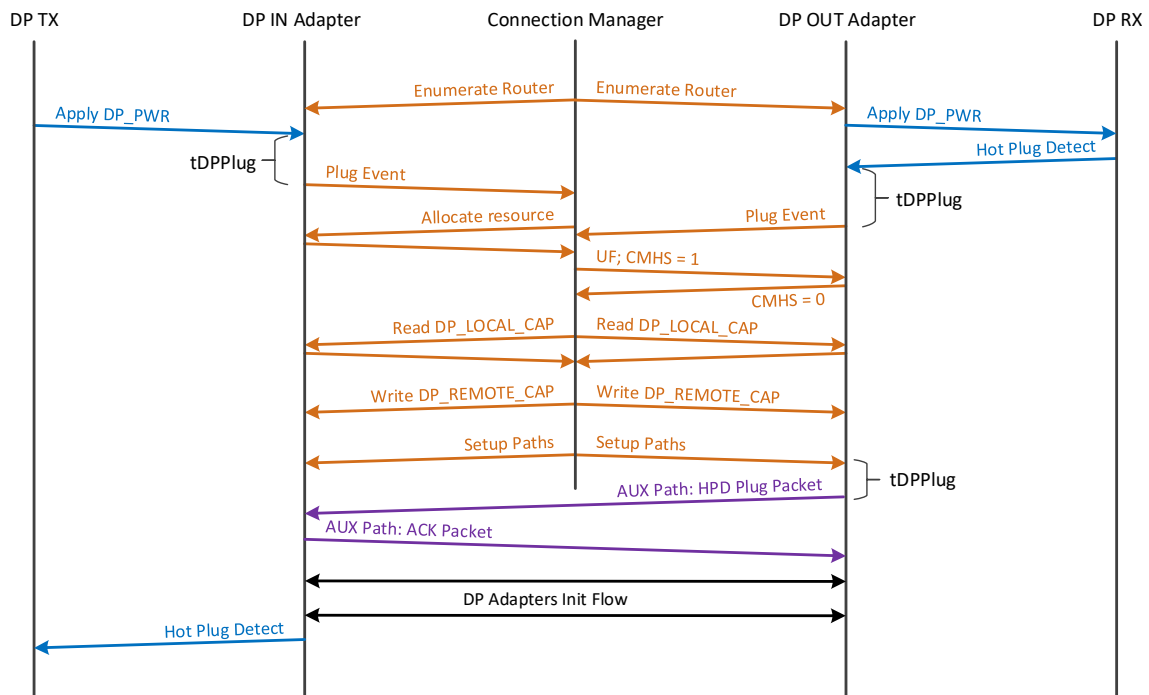 DP TX
DP IN Adapter
Connection Manager
DP OUT Adapter
DP RX
Enumerate Router
Enumerate Router
Apply DP_PWR
Apply DP_PWR
Hot Plug Detect
tDPPlug
Plug Event
tDPPlug
Allocate resource
Plug Event
UF; CMHS = 1
CMHS = 0
Read DP_LOCAL_CAP
Read DP_LOCAL_CAP
Write DP_REMOTE_CAP
Write DP_REMOTE_CAP
Setup Paths
Setup Paths
tDPPlug
AUX Path: HPD Plug Packet
AUX Path: ACK Packet
DP Adapters Init Flow
Hot Plug Detect